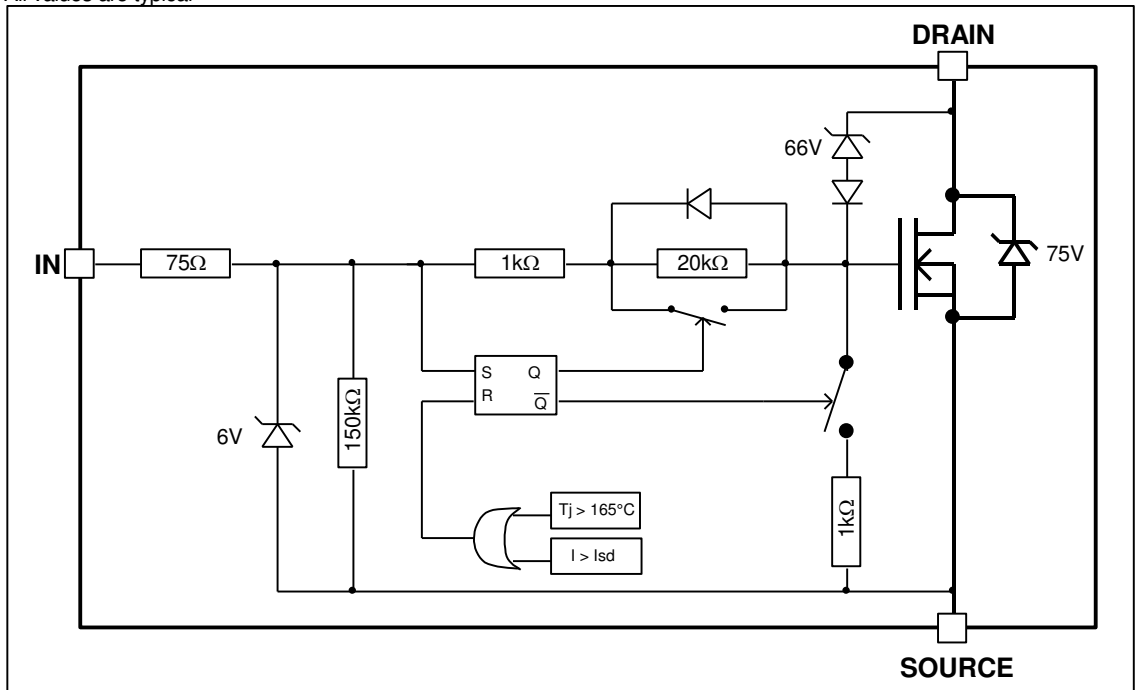 All values are typical
DRAIN
66V
75V
IN
75Ω
1kΩ
20kΩ
S Q
R Q̅
6V
150kΩ
Tj > 165°C
I > Isd
1kΩ
SOURCE